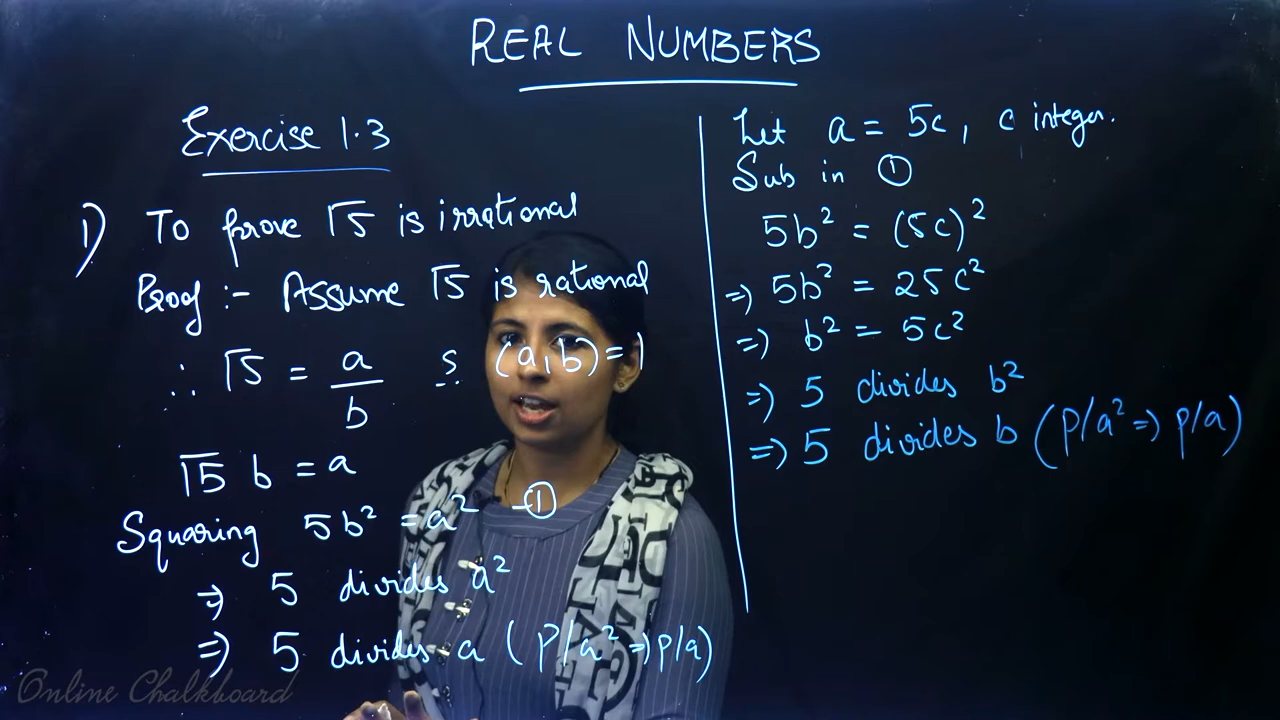 REAL NUMBERS
Exercise 1.3
1) To prove √5 is irrational
Proof :- Assume √5 is rational
∴ √5 = a/b & (a,b)=1
√5 b = a
Squaring 5b² = a² -①
⇒ 5 divides a²
⇒ 5 divides a (P/a² ⇒ p/a)
Let a = 5c, c integer.
Sub in ①
5b² = (5c)²
⇒ 5b² = 25c²
⇒ b² = 5c²
⇒ 5 divides b²
⇒ 5 divides b (P/a² ⇒ p/a)
Online Chalkboard